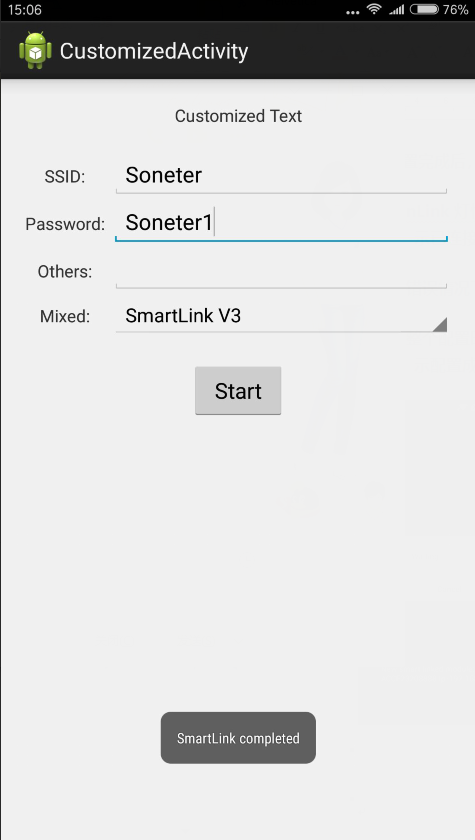 15:06 ... 76%
CustomizedActivity
Customized Text
SSID: Soneter
Password: Soneter1
Others:
Mixed: SmartLink V3
Start
SmartLink completed